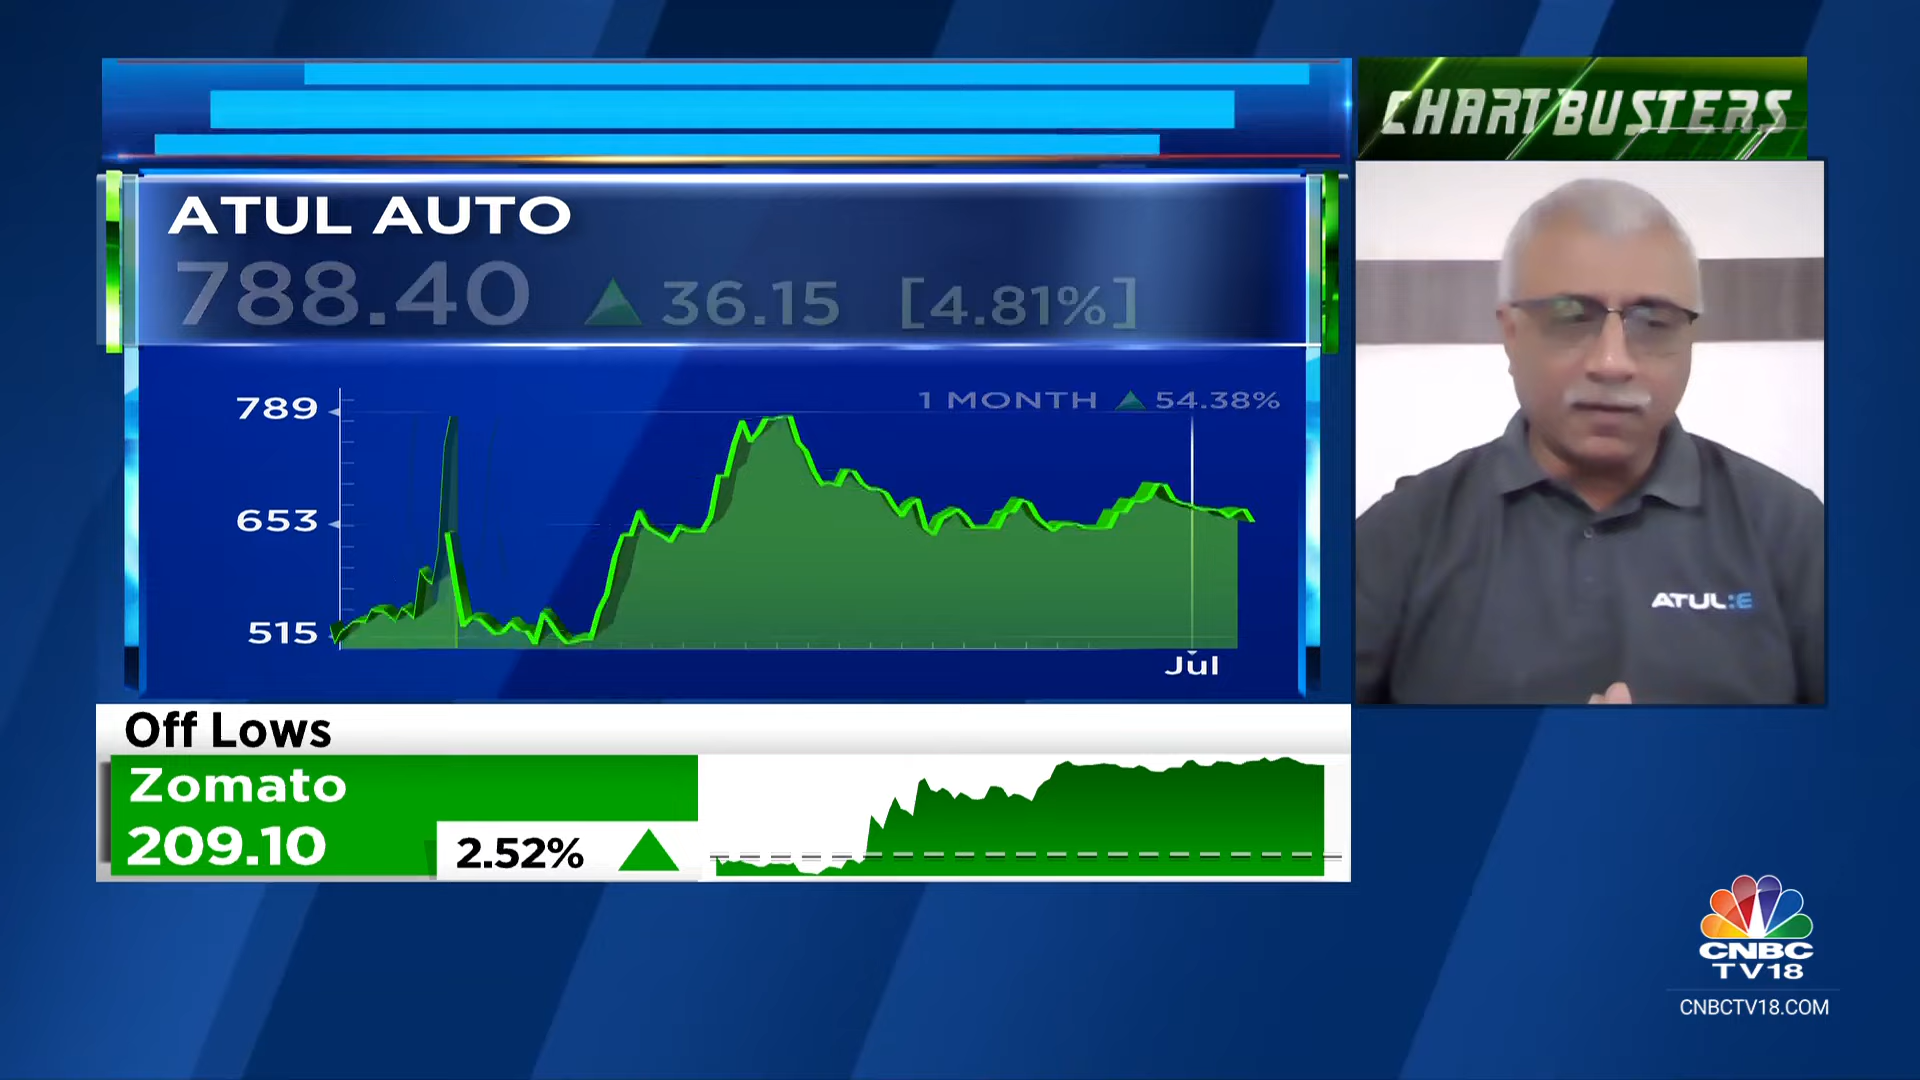 CHARTBUSTERS
ATUL AUTO
788.40 ▲ 36.15 [4.81%]
1 MONTH ▲ 54.38%
789
653
515
Jul
ATUL:E
Off Lows
Zomato
209.10
2.52% ▲
CNBC
TV18
CNBCTV18.COM